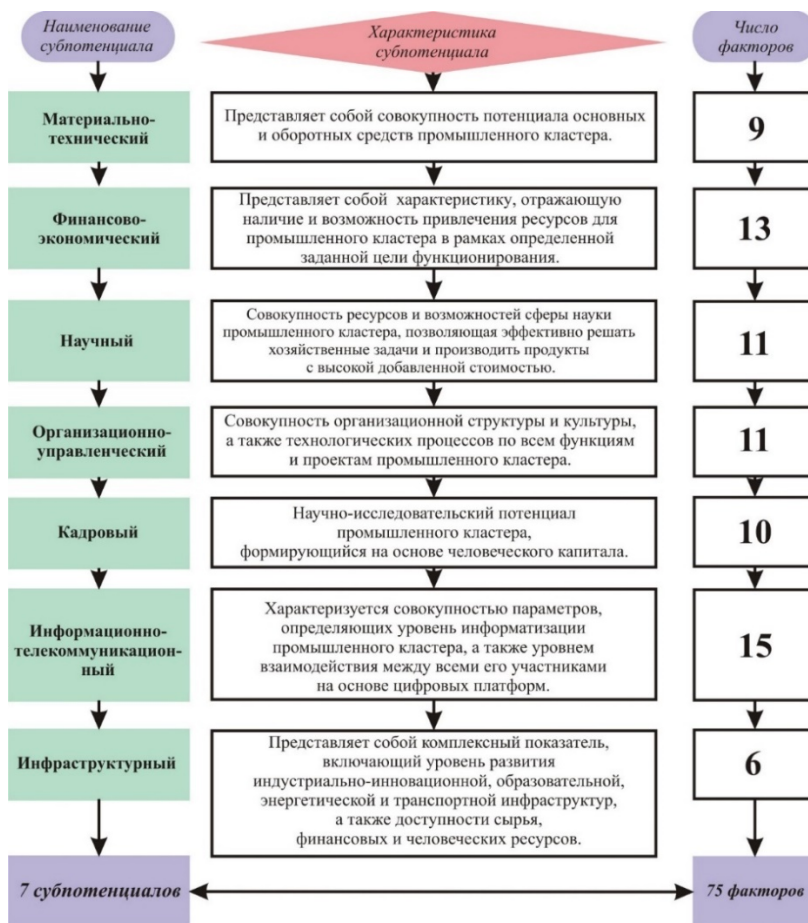 Наименование
субпотенциала
Характеристика
субпотенциала
Число
факторов
Материально-
технический
Представляет собой совокупность потенциала основных
и оборотных средств промышленного кластера.
9
Финансово-
экономический
Представляет собой характеристику, отражающую
наличие и возможность привлечения ресурсов для
промышленного кластера в рамках определенной
заданной цели функционирования.
13
Научный
Совокупность ресурсов и возможностей сферы науки
промышленного кластера, позволяющая эффективно решать
хозяйственные задачи и производить продукты
с высокой добавленной стоимостью.
11
Организационно-
управленческий
Совокупность организационной структуры и культуры,
а также технологических процессов по всем функциям
и проектам промышленного кластера.
11
Кадровый
Научно-исследовательский потенциал
промышленного кластера,
формирующийся на основе человеческого капитала.
10
Информационно-
телекоммуникацион-
ный
Характеризуется совокупностью параметров,
определяющих уровень информатизации
промышленного кластера, а также уровнем
взаимодействия между всеми его участниками
на основе цифровых платформ.
15
Инфраструктурный
Представляет собой комплексный показатель,
включающий уровень развития
индустриально-инновационной, образовательной,
энергетической и транспортной инфраструктур,
а также доступности сырья,
финансовых и человеческих ресурсов.
6
7 субпотенциалов
75 факторов